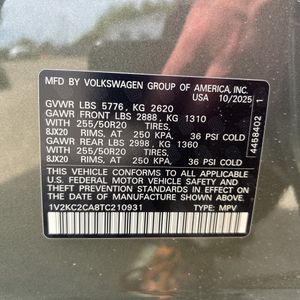 MFD BY VOLKSWAGEN GROUP OF AMERICA, INC.
USA 10/2025
GVWR LBS 5776, KG 2620
GAWR FRONT LBS 2888, KG 1310
WITH 255/50R20 TIRES,
8JX20 RIMS, AT 250 KPA. 36 PSI COLD
GAWR REAR LBS 2998, KG 1360
WITH 255/50R20 TIRES,
8JX20 RIMS, AT 250 KPA. 36 PSI COLD
THIS VEHICLE CONFORMS TO ALL APPLICABLE
U.S. FEDERAL MOTOR VEHICLE SAFETY
STANDARDS IN EFFECT ON THE
DATE OF MANUFACTURE SHOWN ABOVE
1V2KC2CA8TC210931 TYPE: MPV
4458402 1